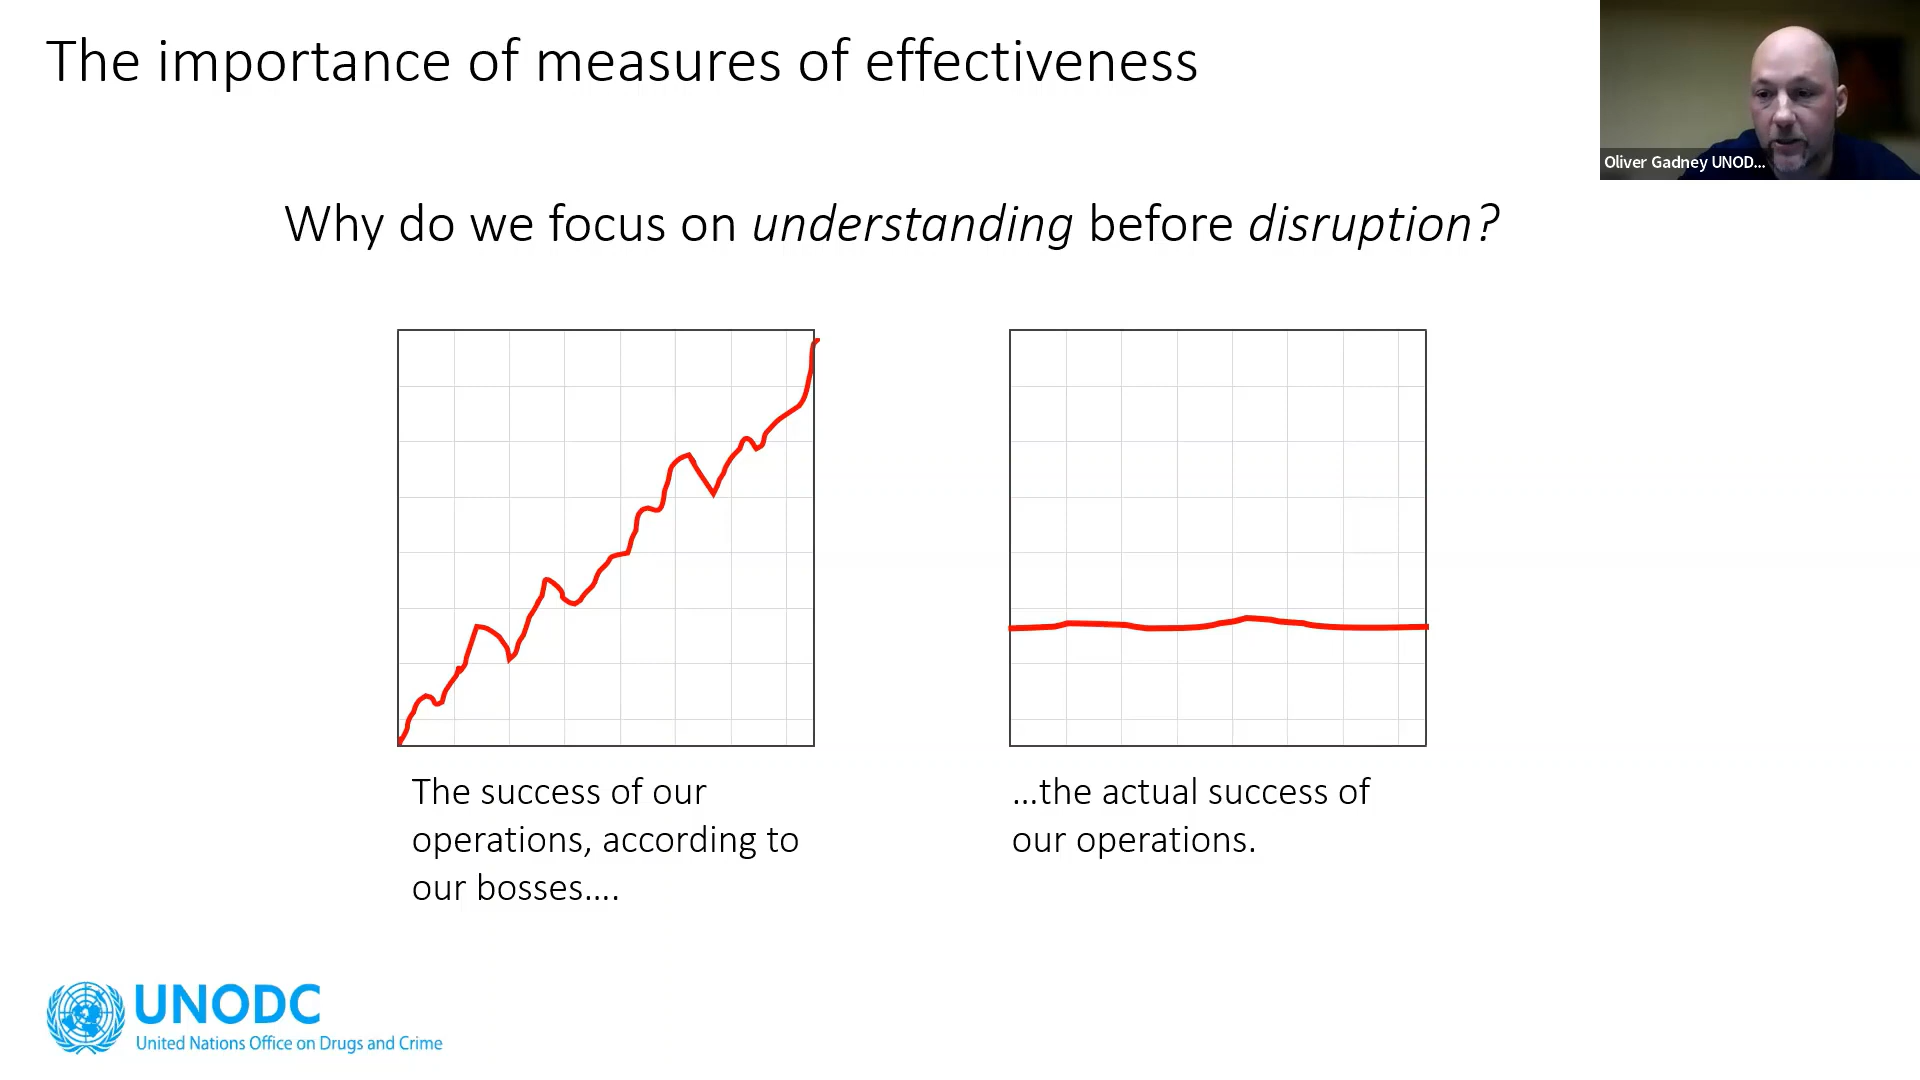 The importance of measures of effectiveness
Oliver Gadney UNOD...
Why do we focus on understanding before disruption?
The success of our
operations, according to
our bosses....
...the actual success of
our operations.
UNODC
United Nations Office on Drugs and Crime